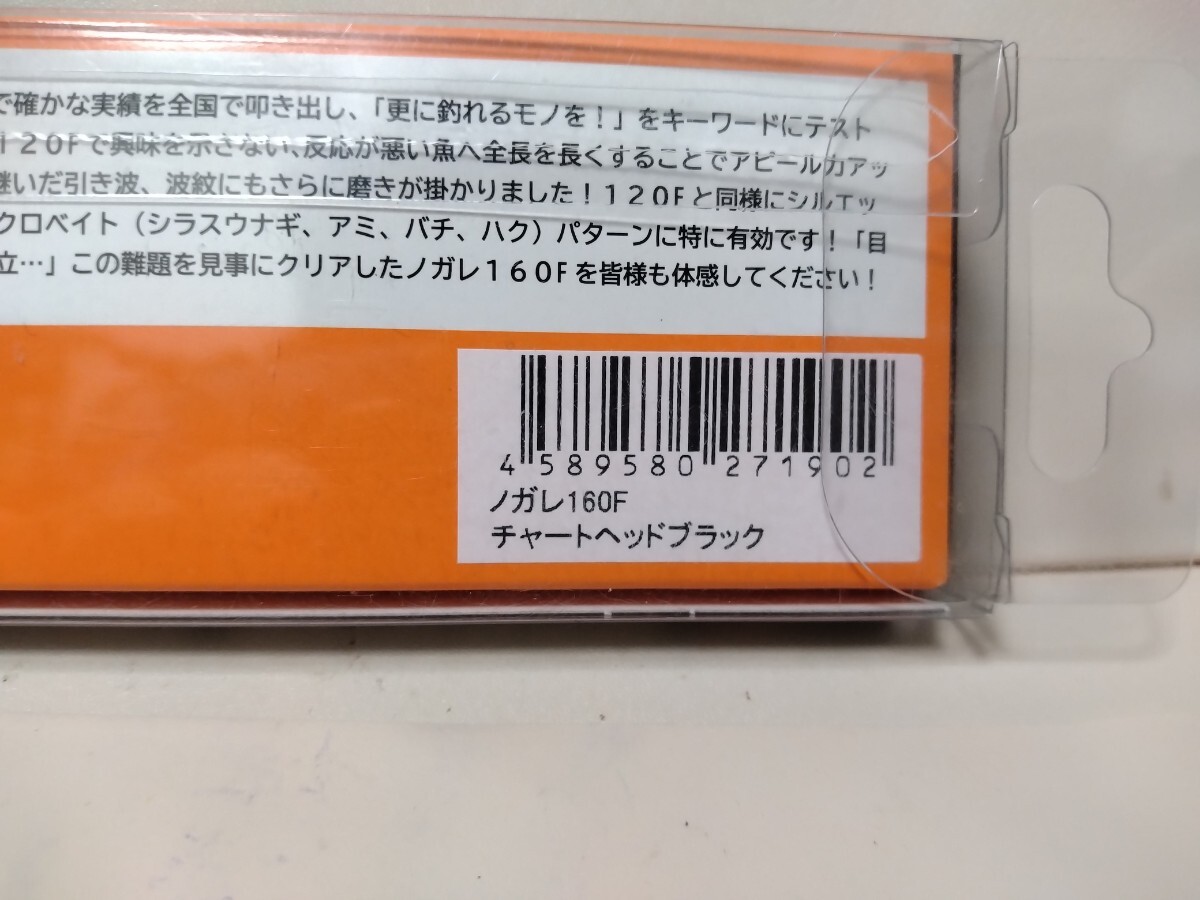 で確かな実績を全国で叩き出し、「更に釣れるモノを！」をキーワードにテスト
１２０Ｆで興味を示さない、反応が悪い魚へ全長を長くすることでアピール力アッ
継いだ引き波、波紋にもさらに磨きが掛かりました！１２０Ｆと同様にシルエッ
クロベイト（シラスウナギ、アミ、バチ、ハク）パターンに特に有効です！「目
立…」この難題を見事にクリアしたノガレ１６０Ｆを皆様も体感してください！
4 589580 271902
ノガレ160F
チャートヘッドブラック